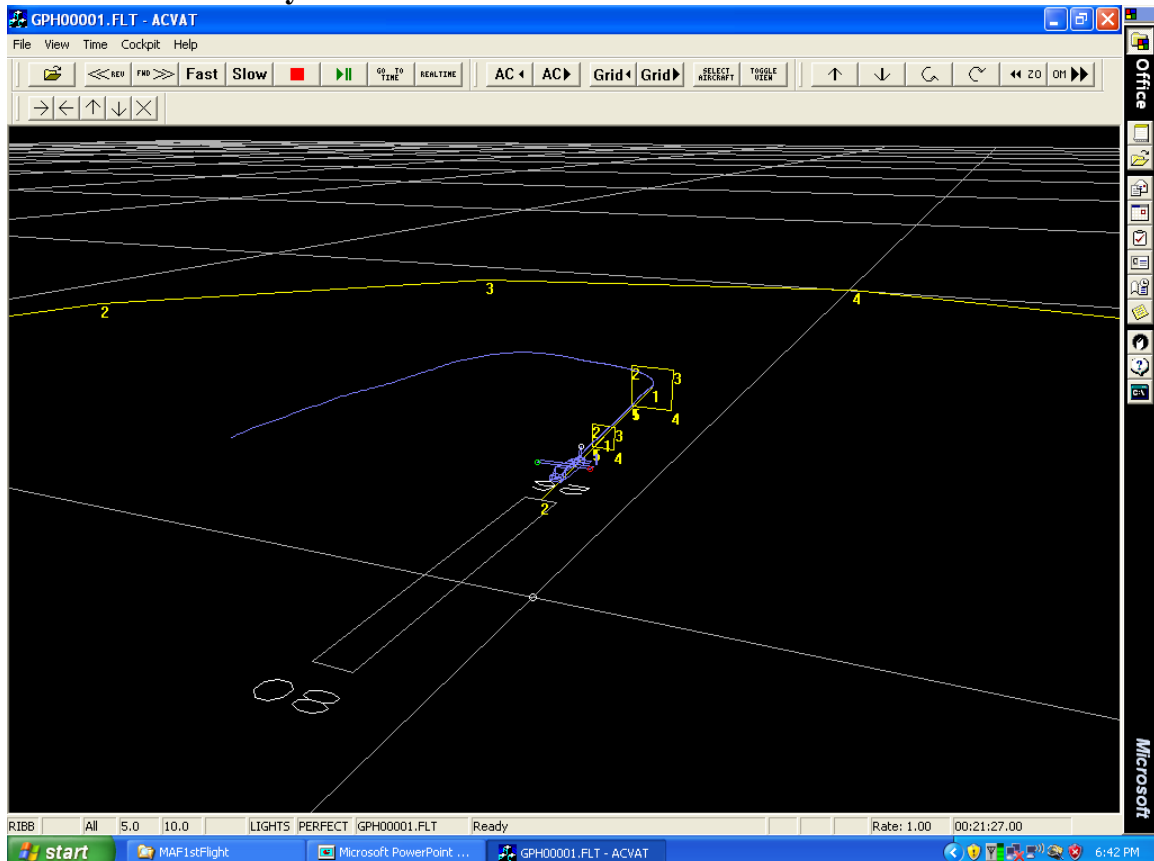 GPH00001.FLT - ACVAT
File View Time Cockpit Help
REV FWD Fast Slow GO TO TIME REALTIME AC AC Grid Grid SELECT AIRCRAFT TOGGLE VIEW ZO OM
Office
2 3 4
2 3
1
5 4
2 3
1
5 4
2
08
Microsoft
RIBB All 5.0 10.0 LIGHTS PERFECT GPH00001.FLT Ready Rate: 1.00 00:21:27.00
start MAF1stFlight Microsoft PowerPoint ... GPH00001.FLT - ACVAT 6:42 PM